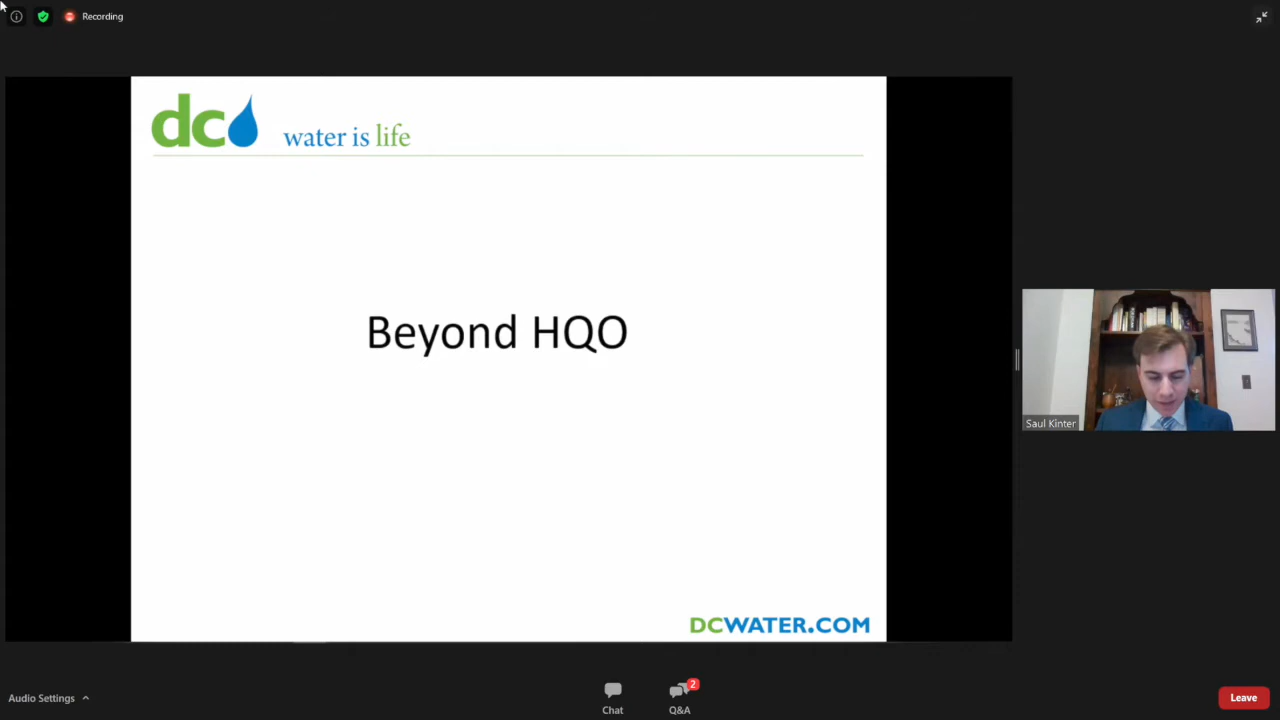 Recording
dc water is life
Beyond HQO
DCWATER.COM
Saul Kinter
Audio Settings
Chat
2
Q&A
Leave